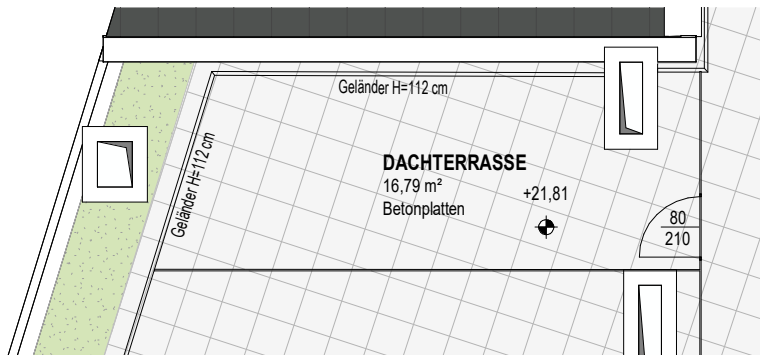 Geländer H=112 cm
Geländer H=112 cm
DACHTERRASSE
16,79 m²
Betonplatten
+21,81
80
210